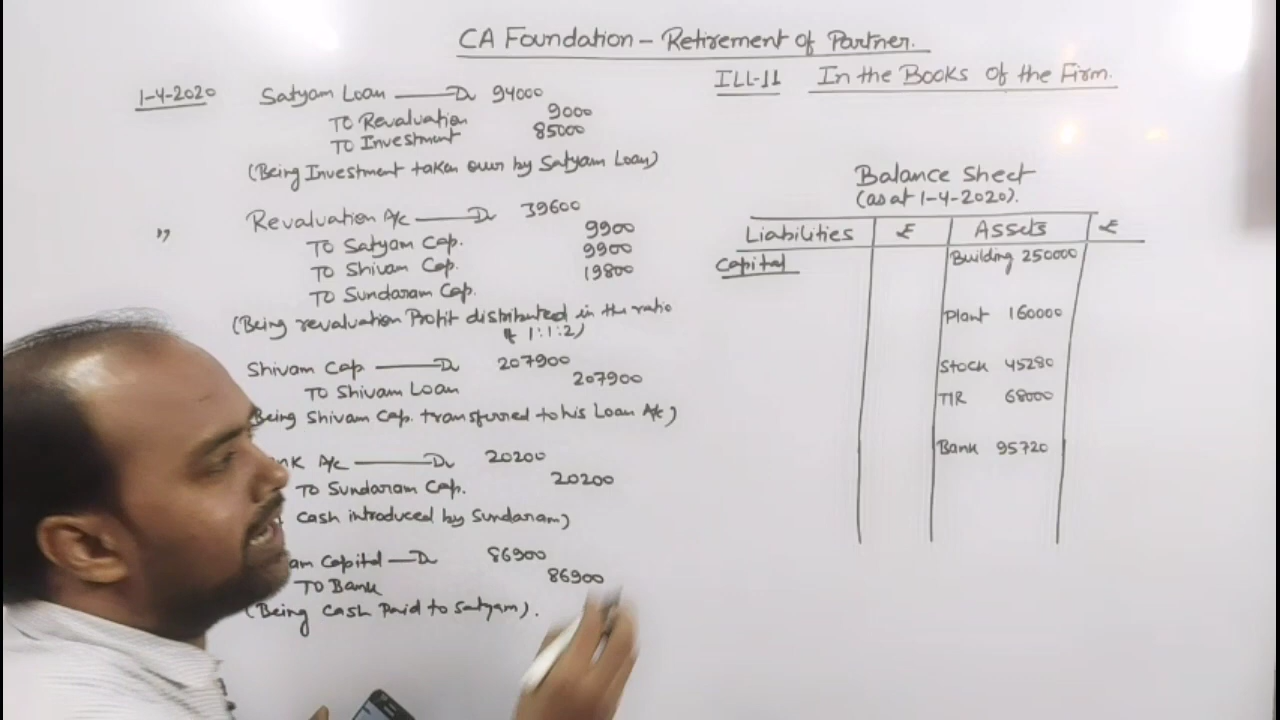 CA Foundation - Retirement of Partner.
ILL-11 In the Books of the Firm.
1-4-2020 Satyam Loan Dr 94000
To Revaluation 9000
To Investment 85000
(Being Investment taken over by Satyam Loan)
" Revaluation A/c Dr 39600
To Satyam Cap. 9900
To Shivam Cap. 9900
To Sundaram Cap. 19800
(Being revaluation Profit distributed in the ratio
of 1:1:2)
Shivam Cap Dr 207900
To Shivam Loan 207900
Being Shivam Cap. transferred to his Loan A/c)
A/c Dr 20200
To Sundaram Cap. 20200
cash introduced by Sundaram)
am Capital Dr 86900
To Bank 86900
(Being Cash Paid to Satyam).
Balance Sheet
(as at 1-4-2020).
Liabilities ₹ Assets ₹
Capital Building 250000
Plant 160000
Stock 45280
T/R 68000
Bank 95720